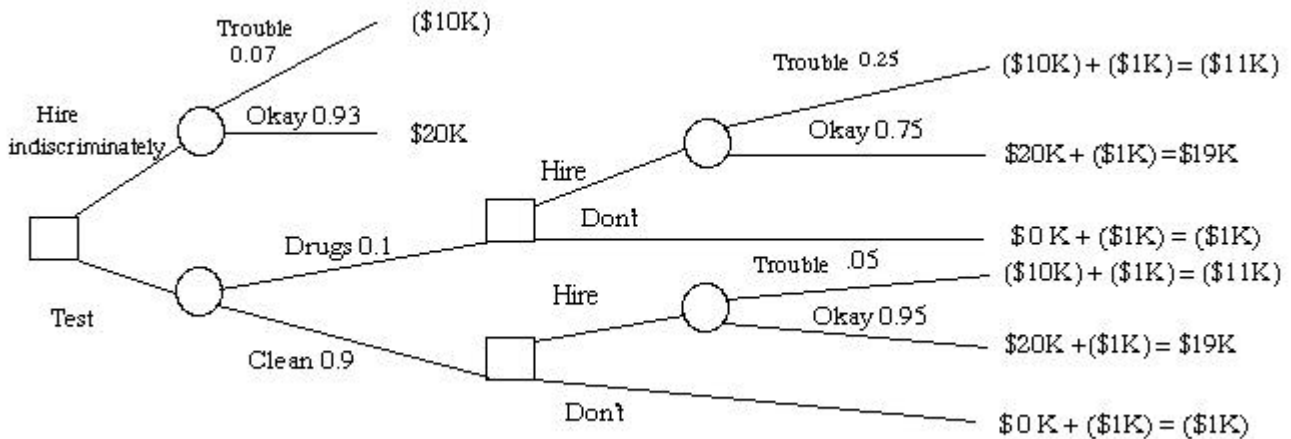 Trouble
0.07
($10K)
Hire
indiscriminately
Okay 0.93
$20K
Trouble 0.25
($10K) + ($1K) = ($11K)
Okay 0.75
$20K + ($1K) = $19K
Hire
Don't
$0 K + ($1K) = ($1K)
Drugs 0.1
Test
Clean 0.9
Trouble .05
($10K) + ($1K) = ($11K)
Hire
Okay 0.95
$20K + ($1K) = $19K
Don't
$0 K + ($1K) = ($1K)